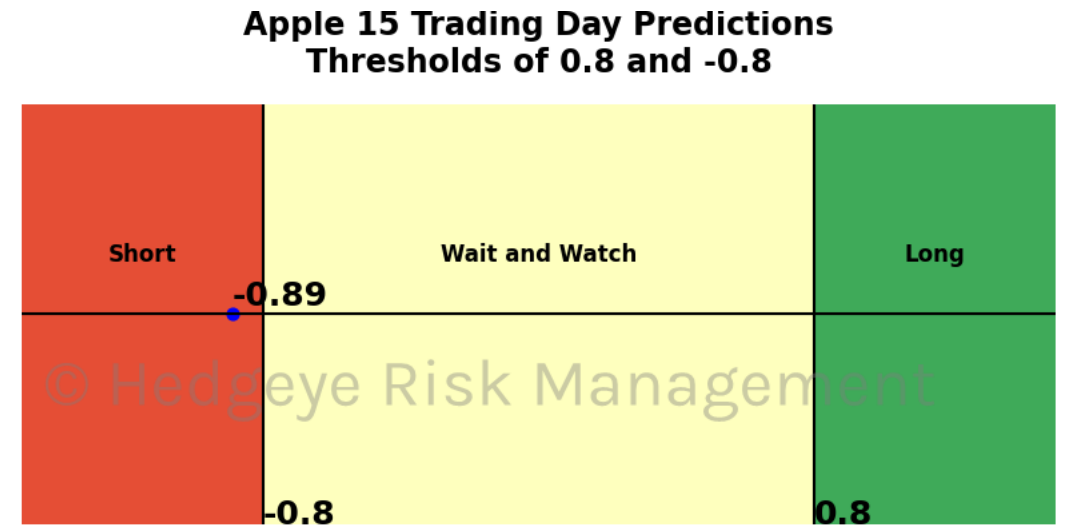 Apple 15 Trading Day Predictions
Thresholds of 0.8 and -0.8
Short
Wait and Watch
Long
-0.89
© Hedgeye Risk Management
-0.8
0.8